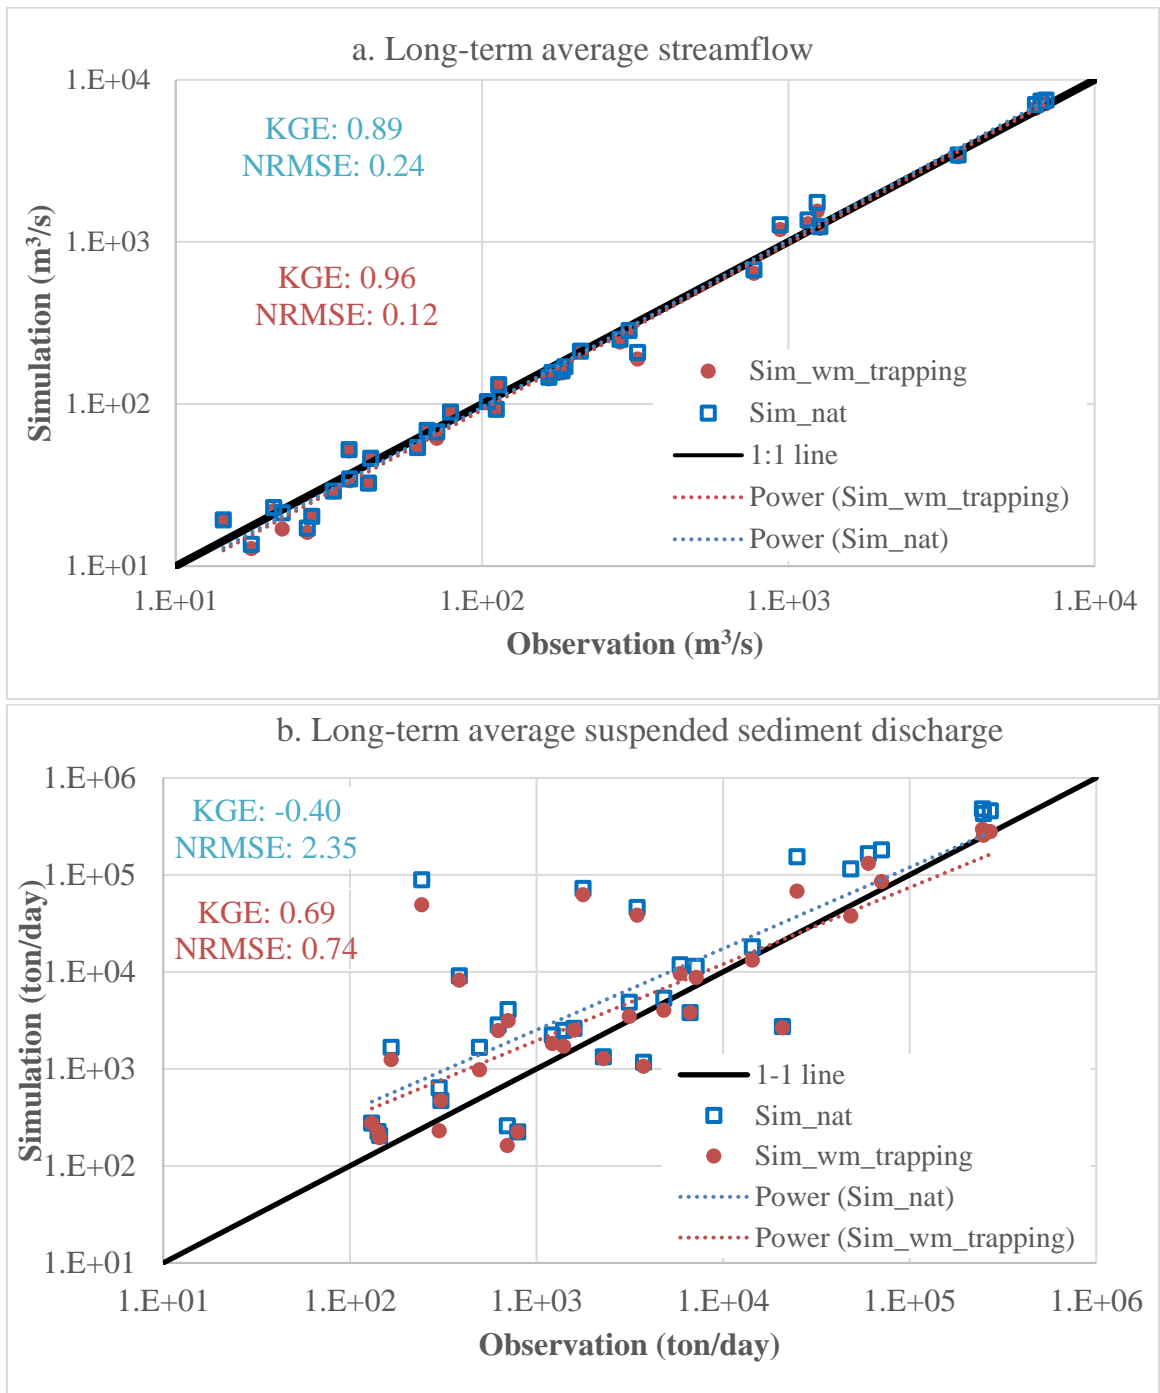 a. Long-term average streamflow
1.E+04
1.E+03
1.E+02
1.E+01
Simulation (m³/s)
KGE: 0.89
NRMSE: 0.24
KGE: 0.96
NRMSE: 0.12
Sim_wm_trapping
Sim_nat
1:1 line
Power (Sim_wm_trapping)
Power (Sim_nat)
1.E+01 1.E+02 1.E+03 1.E+04
Observation (m³/s)
b. Long-term average suspended sediment discharge
1.E+06
1.E+05
1.E+04
1.E+03
1.E+02
1.E+01
Simulation (ton/day)
KGE: -0.40
NRMSE: 2.35
KGE: 0.69
NRMSE: 0.74
1-1 line
Sim_nat
Sim_wm_trapping
Power (Sim_nat)
Power (Sim_wm_trapping)
1.E+01 1.E+02 1.E+03 1.E+04 1.E+05 1.E+06
Observation (ton/day)